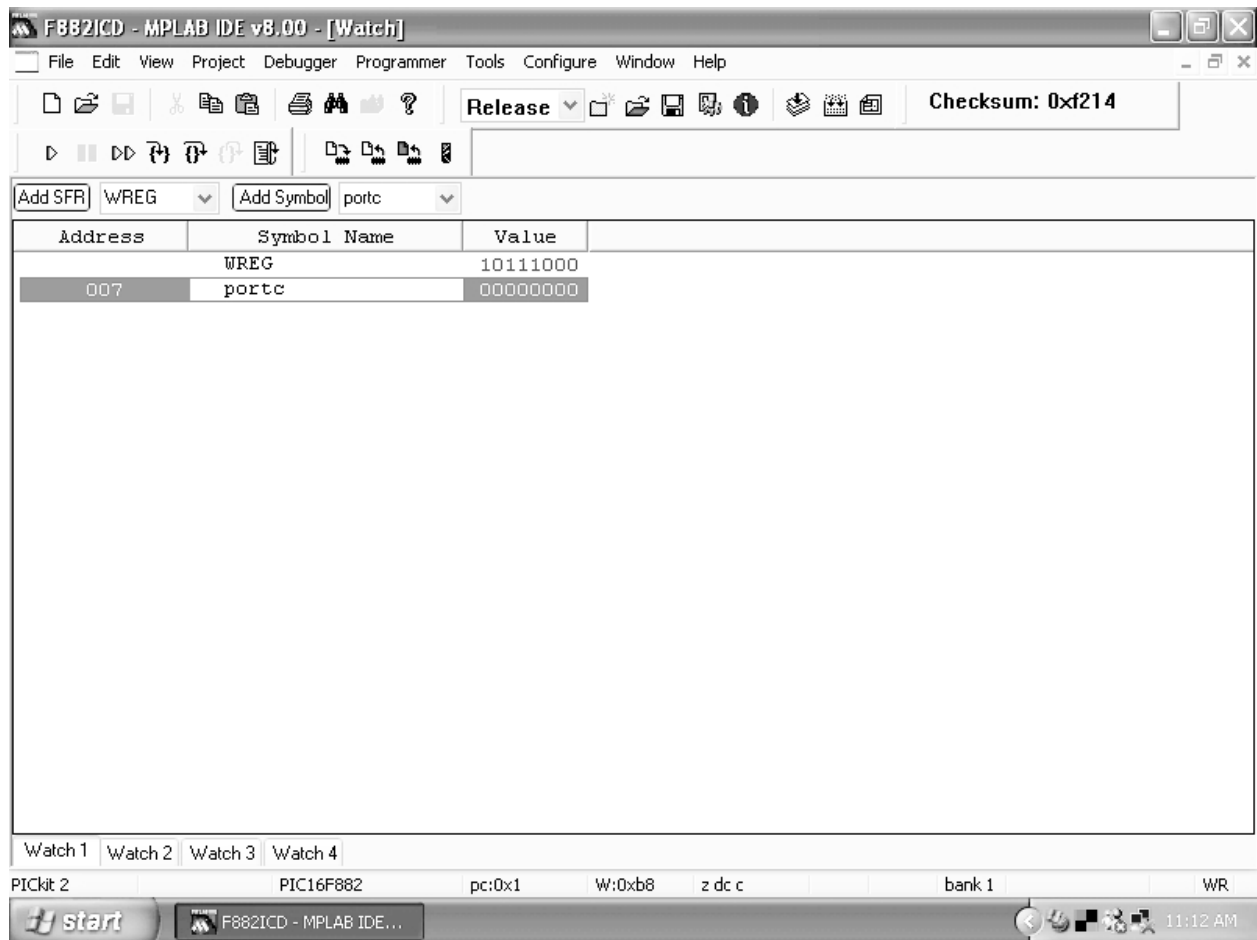 F882ICD - MPLAB IDE v8.00 - [Watch]
File Edit View Project Debugger Programmer Tools Configure Window Help
Release Checksum: 0xf214
Add SFR WREG Add Symbol portc
Address Symbol Name Value
WREG 10111000
007 portc 00000000
Watch 1 Watch 2 Watch 3 Watch 4
PICkit 2 PIC16F882 pc:0x1 W:0xb8 z dc c bank 1 WR
start F882ICD - MPLAB IDE... 11:12 AM